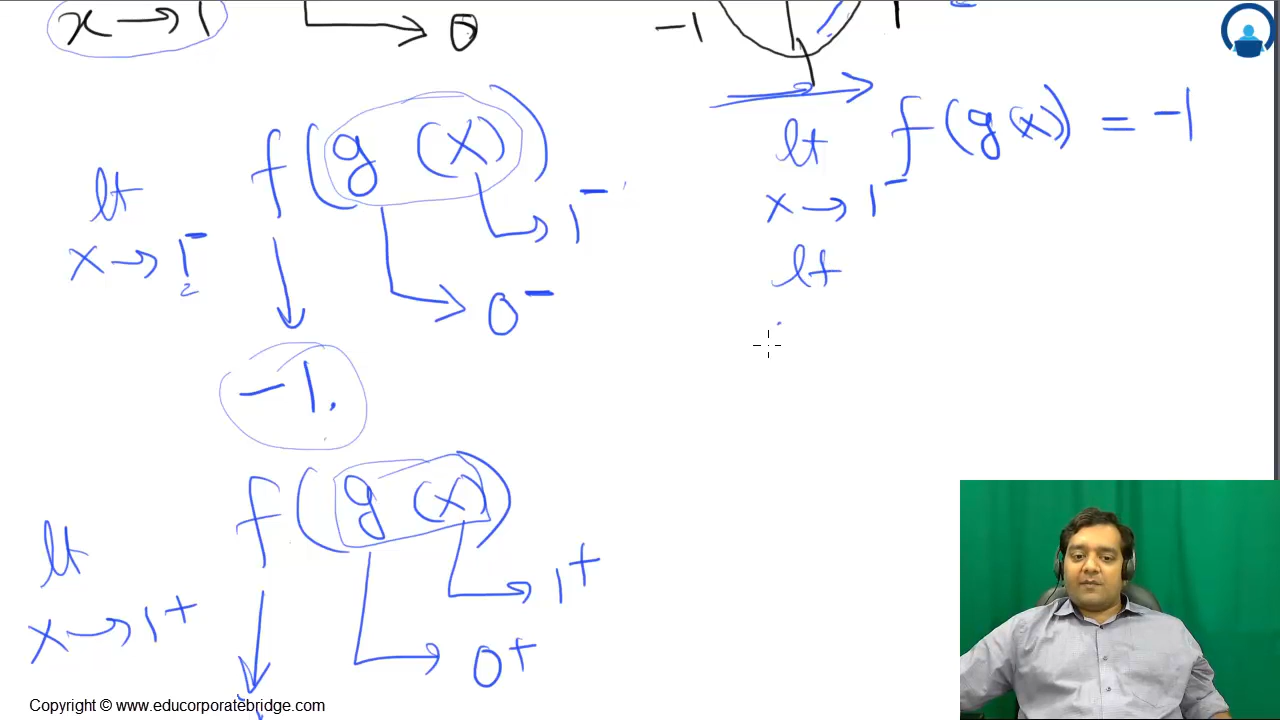 x → 1
0
-1
1
lt f(g(x))
x → 1⁻
1⁻
0⁻
-1.
lt f(g(x)) = -1
x → 1⁻
lt
lt f(g(x))
x → 1⁺
1⁺
0⁺
Copyright © www.educorporatebridge.com